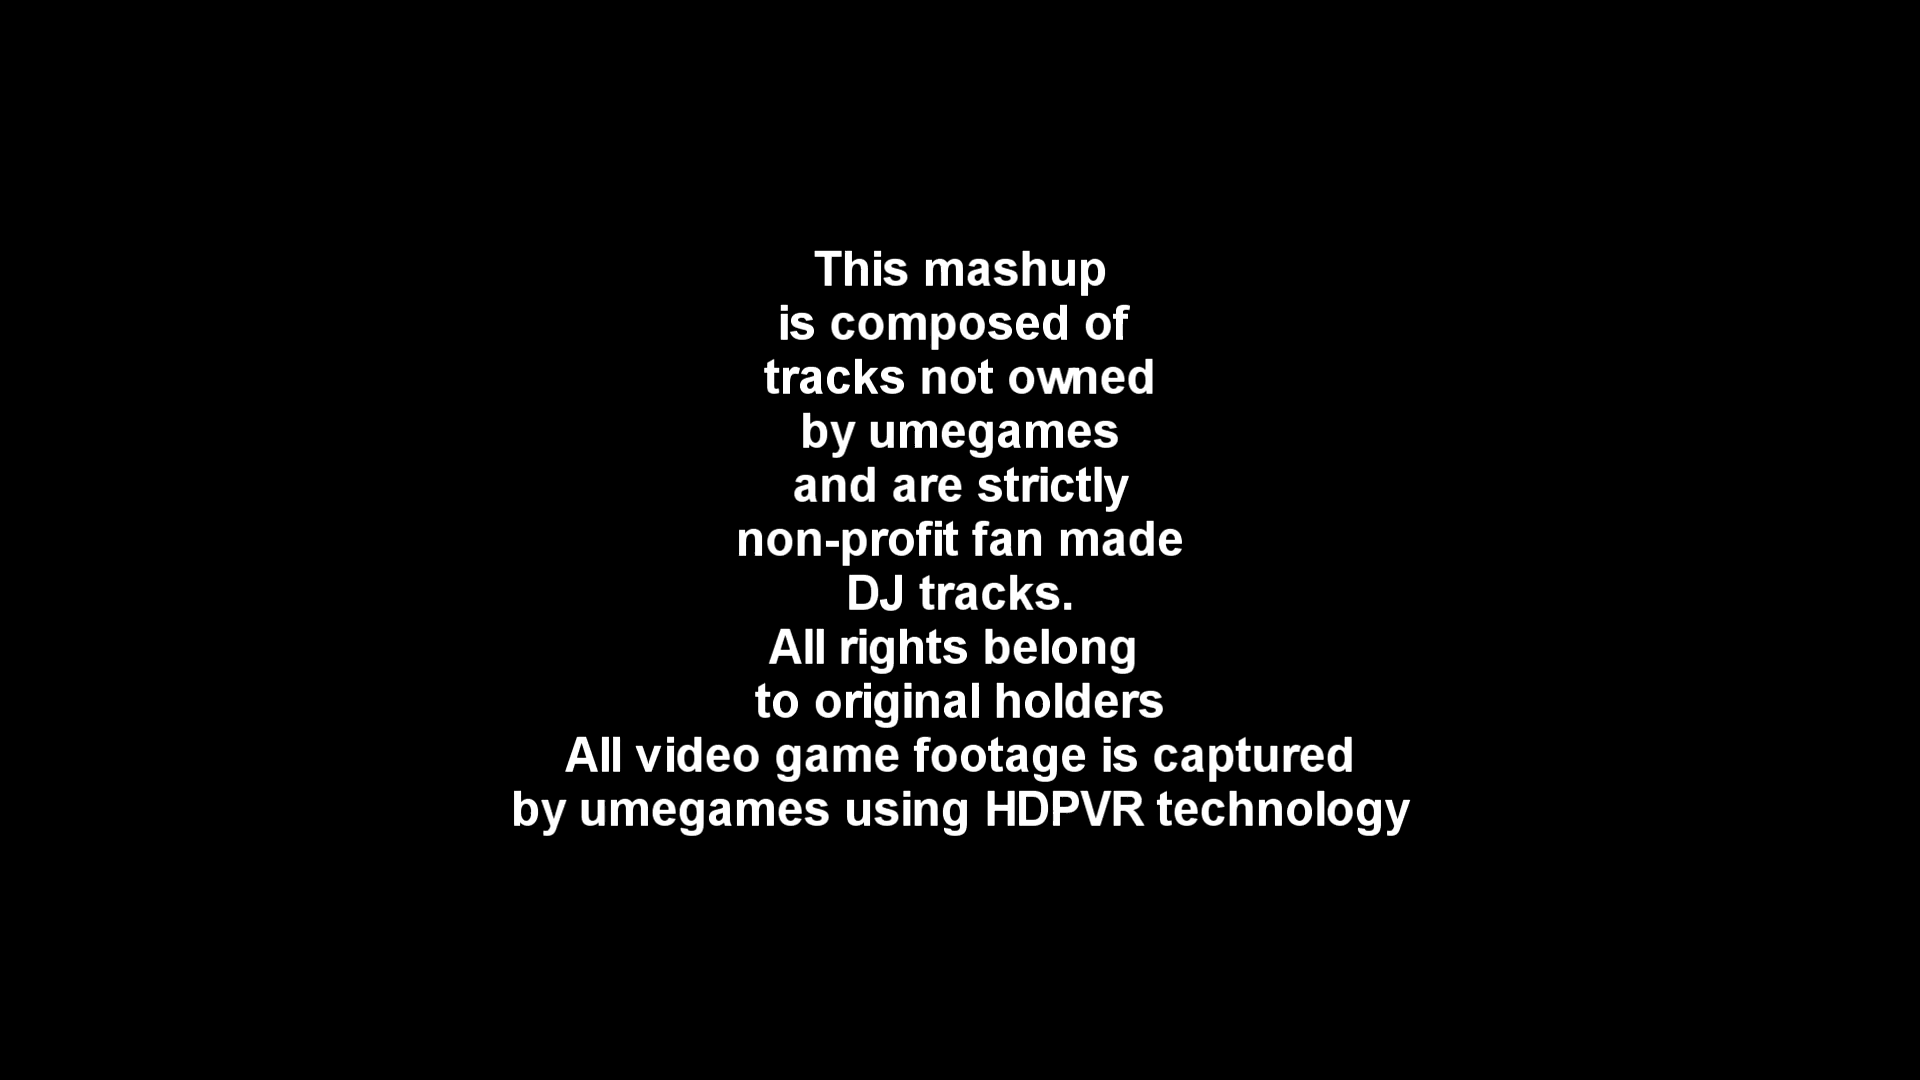 This mashup
is composed of
tracks not owned
by umegames
and are strictly
non-profit fan made
DJ tracks.
All rights belong
to original holders
All video game footage is captured
by umegames using HDPVR technology